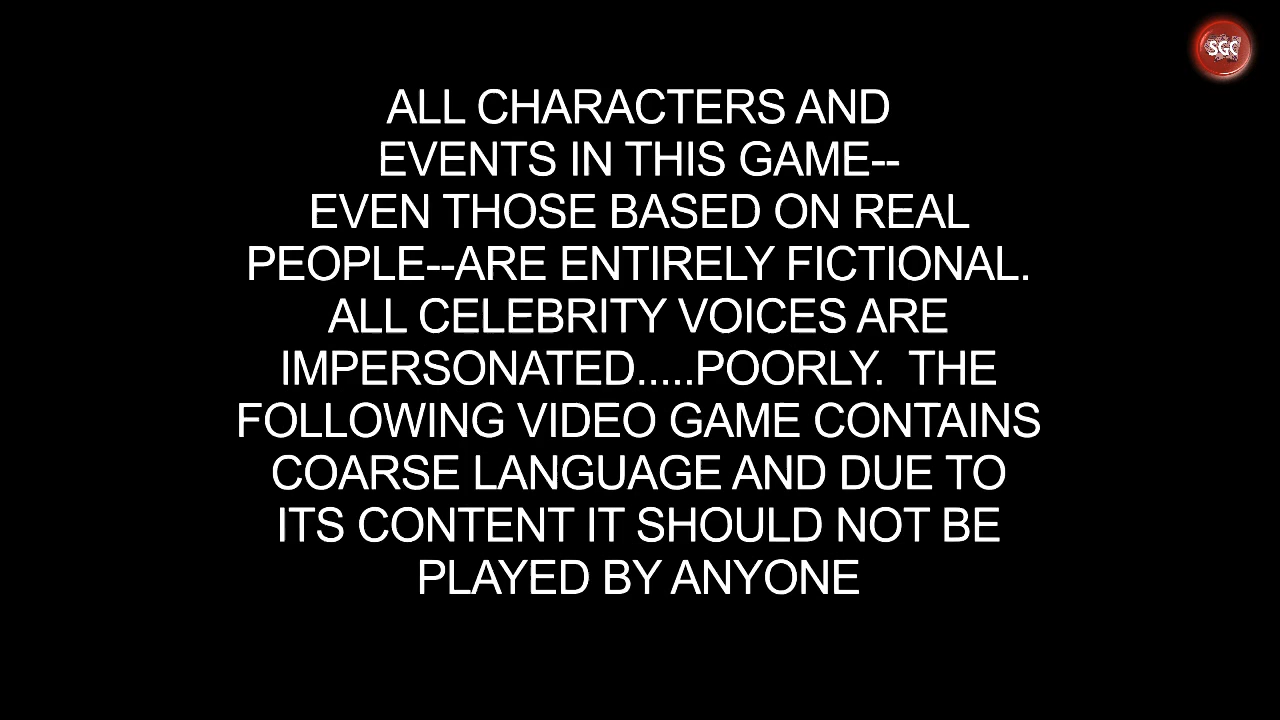 SGC
ALL CHARACTERS AND
EVENTS IN THIS GAME--
EVEN THOSE BASED ON REAL
PEOPLE--ARE ENTIRELY FICTIONAL.
ALL CELEBRITY VOICES ARE
IMPERSONATED.....POORLY. THE
FOLLOWING VIDEO GAME CONTAINS
COARSE LANGUAGE AND DUE TO
ITS CONTENT IT SHOULD NOT BE
PLAYED BY ANYONE